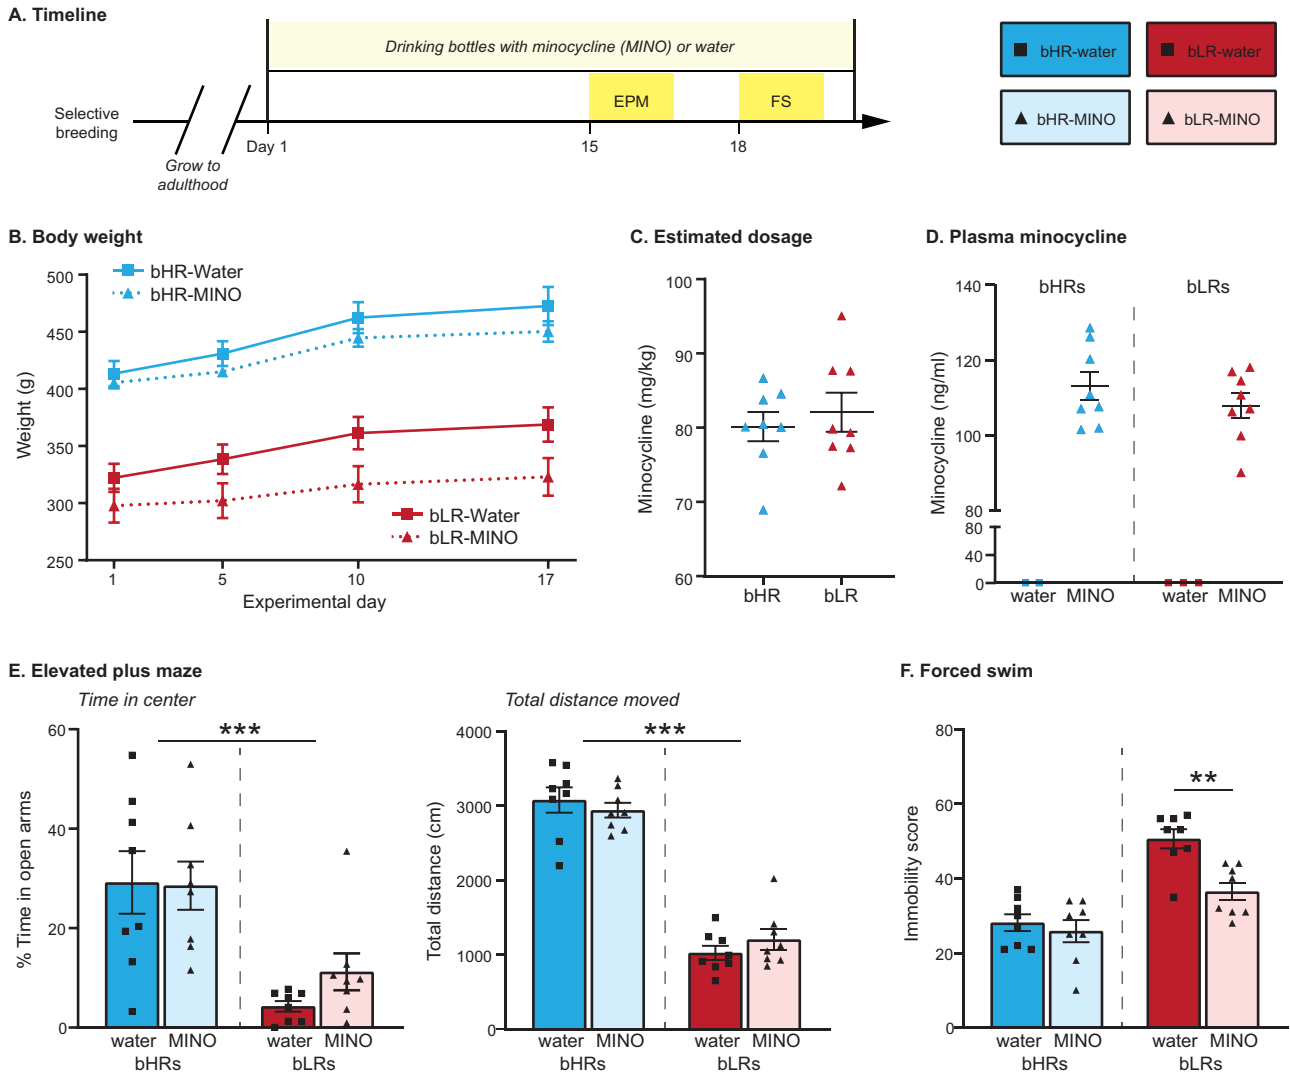 A. Timeline
Drinking bottles with minocycline (MINO) or water
EPM
FS
Selective
breeding
Grow to
adulthood
Day 1
15
18
bHR-water
bLR-water
bHR-MINO
bLR-MINO
B. Body weight
bHR-Water
bHR-MINO
Weight (g)
500
450
400
350
300
250
bLR-Water
bLR-MINO
1
5
10
17
Experimental day
C. Estimated dosage
Minocycline (mg/kg)
100
90
80
70
60
bHR
bLR
D. Plasma minocycline
Minocycline (ng/ml)
bHRs
bLRs
140
120
100
80
80
40
0
water
MINO
water
MINO
E. Elevated plus maze
Time in center
% Time in open arms
60
40
20
0
***
water
MINO
water
MINO
bHRs
bLRs
Total distance moved
Total distance (cm)
4000
3000
2000
1000
0
***
water
MINO
water
MINO
bHRs
bLRs
F. Forced swim
Immobility score
80
60
40
20
0
**
water
MINO
water
MINO
bHRs
bLRs